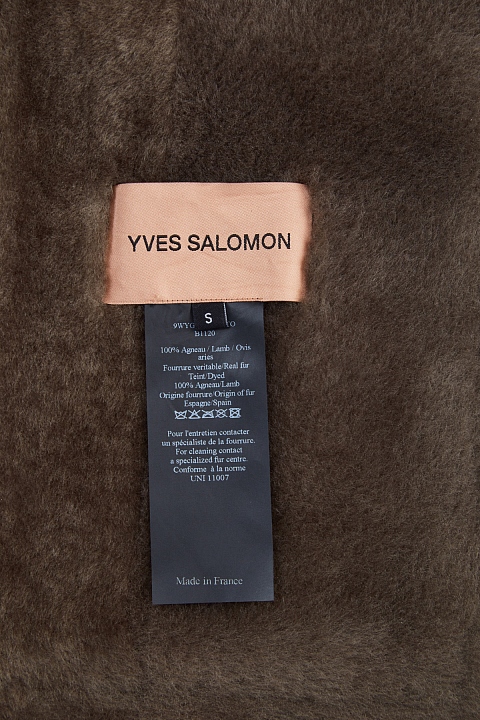 YVES SALOMON
S
B1120
100% Agneau / Lamb / Ovis
aries
Fourrure veritable/Real fur
Teint/Dyed
100% Agneau/Lamb
Origine fourrure/Origin of fur
Espagne/Spain
Pour l'entretien contacter
un spécialiste de la fourrure.
For cleaning contact
a specialized fur centre.
Conforme à la norme
UNI 11007
Made in France